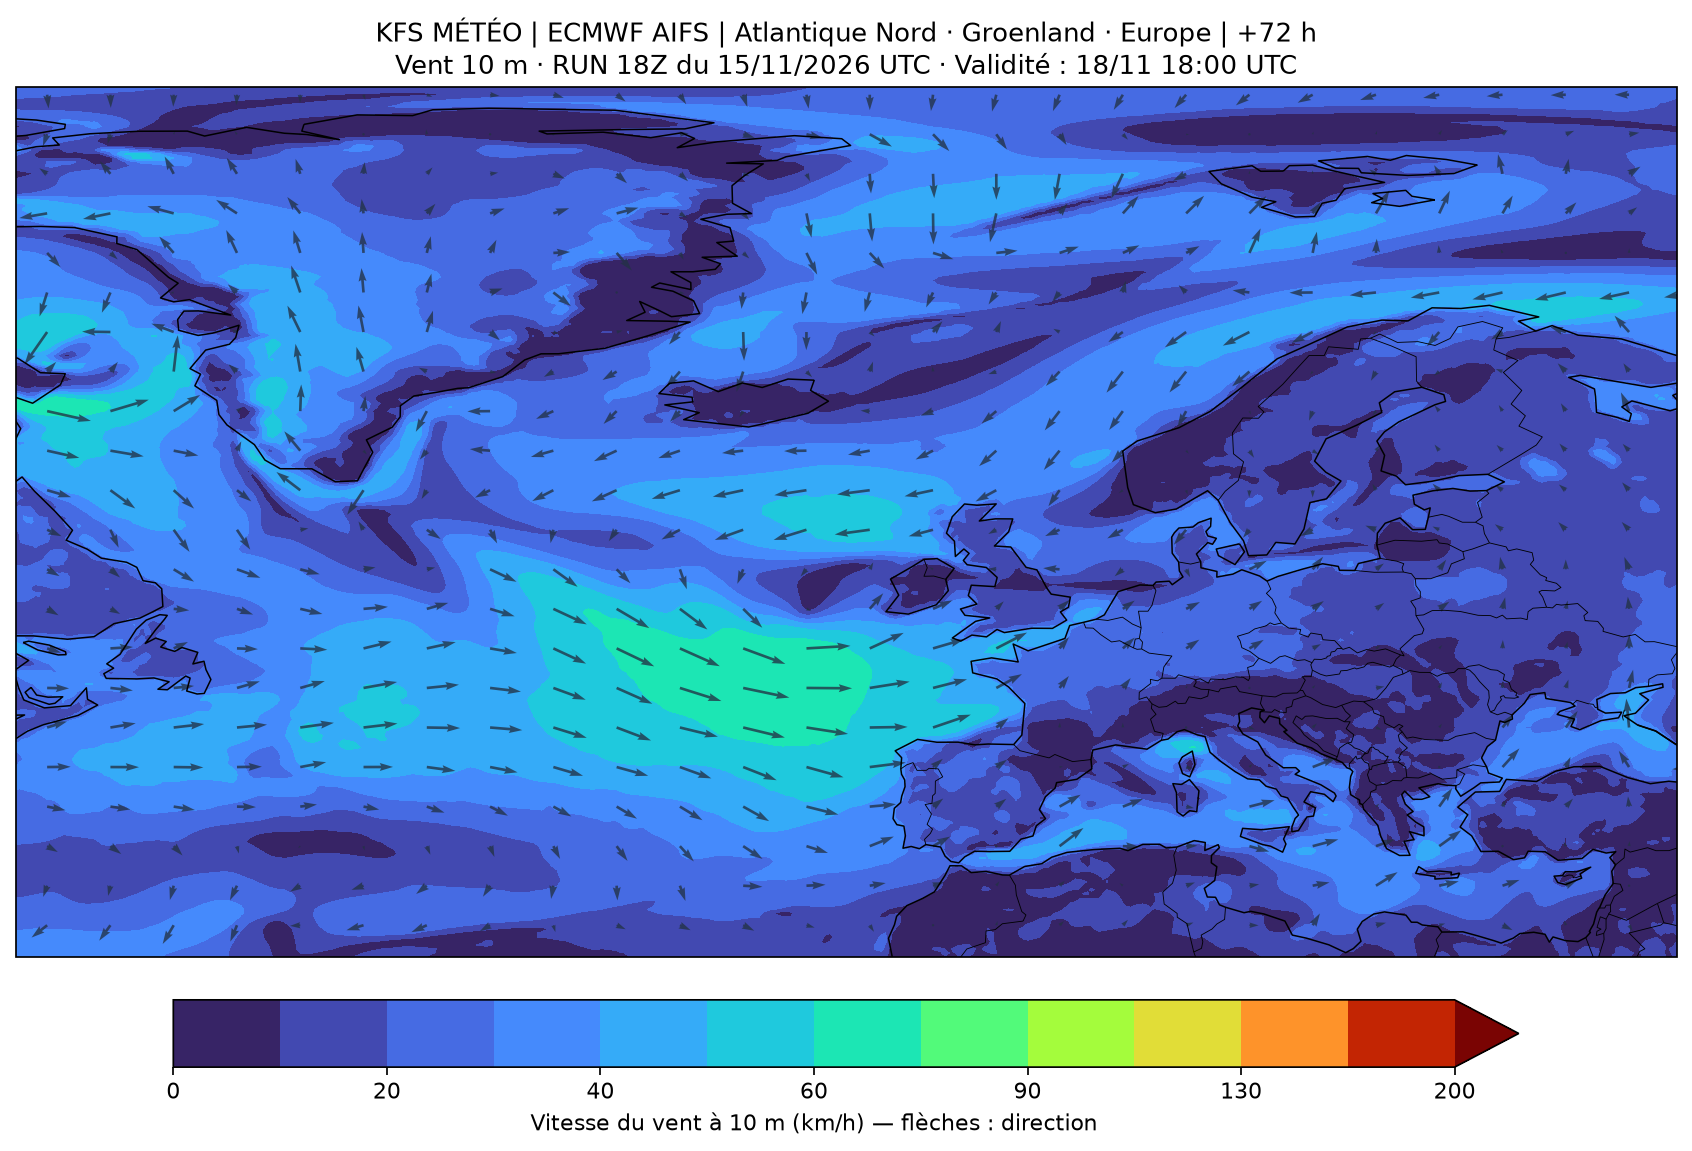 KFS MÉTÉO | ECMWF AIFS | Atlantique Nord · Groenland · Europe | +72 h
Vent 10 m · RUN 18Z du 15/11/2026 UTC · Validité : 18/11 18:00 UTC
0 20 40 60 90 130 200
Vitesse du vent à 10 m (km/h) — flèches : direction